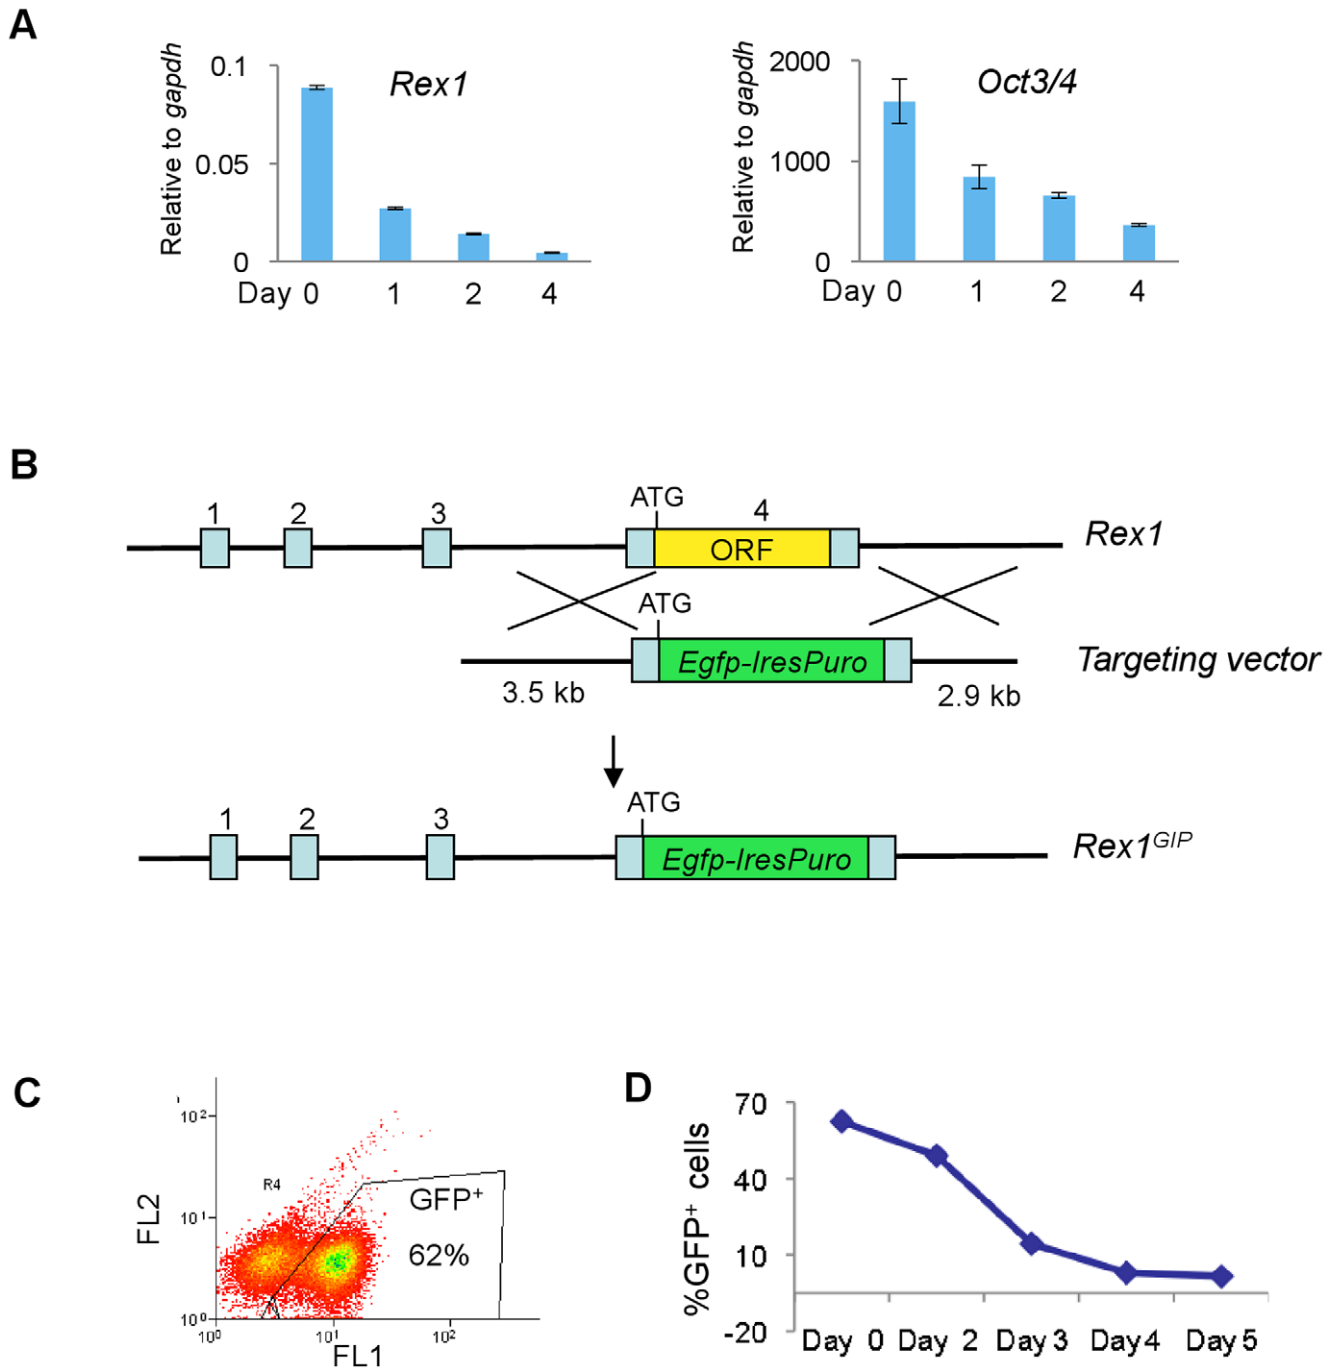 A
Rex1
Relative to gapdh
0.1
0.05
0
Day 0 1 2 4
Oct3/4
Relative to gapdh
2000
1000
0
Day 0 1 2 4
B
1 2 3 ATG 4
ORF
Rex1
ATG
Egfp-IresPuro
Targeting vector
3.5 kb
2.9 kb
ATG
1 2 3
Egfp-IresPuro
Rex1GIP
C
FL2
10²
10¹
10⁰
R4
GFP⁺
62%
10⁰ 10¹ 10²
FL1
D
%GFP⁺ cells
70
40
10
-20
Day 0 Day 2 Day 3 Day 4 Day 5